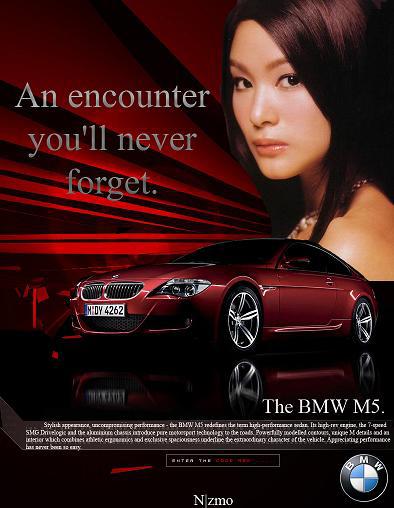 An encounter
you'll never
forget.
M DY 4262
The BMW M5.
Stylish appearance, uncompromising performance - the BMW M5 redefines the term high-performance sedan. Its high-rev engine, the 7-speed
SMG Drivelogic and the aluminium chassis introduce pure motorsport technology to the roads. Powerfully modelled contours, unique M details and an
interior which combines athletic ergonomics and exclusive spaciousness underline the extraordinary character of the vehicle. Appreciating performance
has never been so easy.
ENTER THE CODE RED
BMW
N|zmo